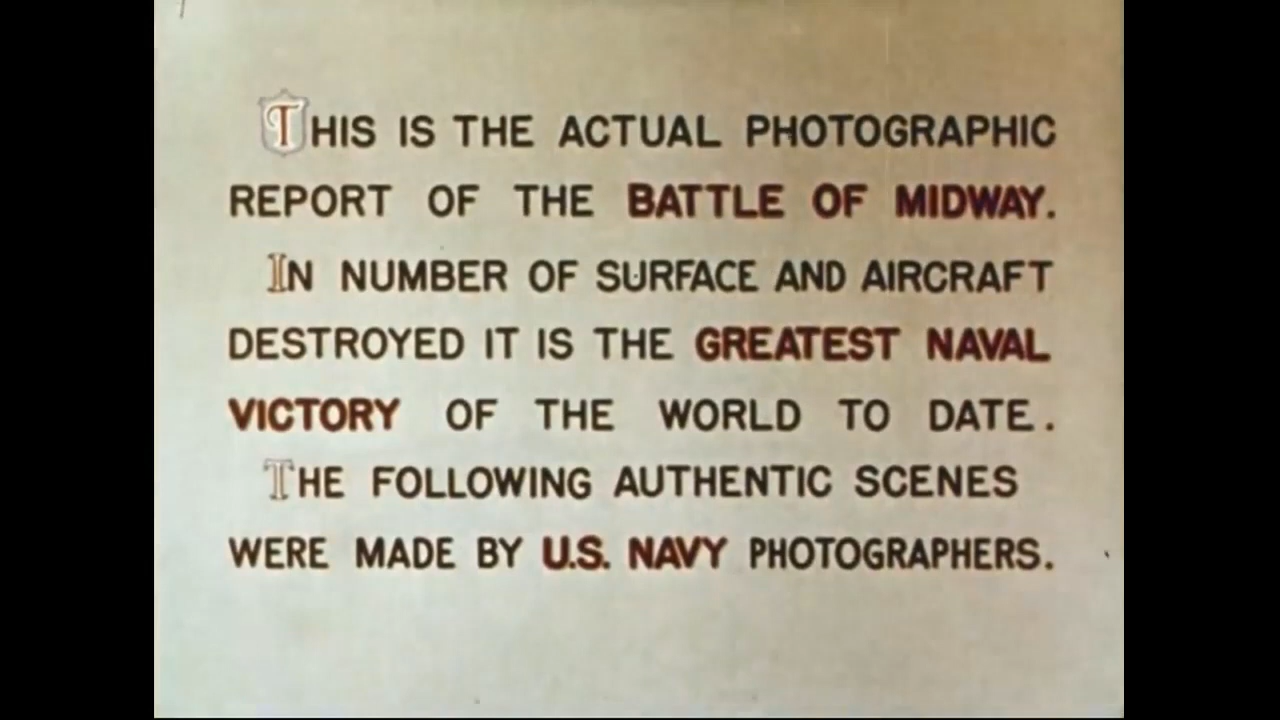 THIS IS THE ACTUAL PHOTOGRAPHIC
REPORT OF THE BATTLE OF MIDWAY.
IN NUMBER OF SURFACE AND AIRCRAFT
DESTROYED IT IS THE GREATEST NAVAL
VICTORY OF THE WORLD TO DATE.
THE FOLLOWING AUTHENTIC SCENES
WERE MADE BY U.S. NAVY PHOTOGRAPHERS.